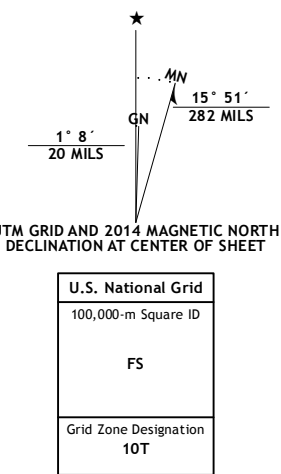 MN
GN
15° 51´
282 MILS
1° 8´
20 MILS
UTM GRID AND 2014 MAGNETIC NORTH
DECLINATION AT CENTER OF SHEET
U.S. National Grid
100,000-m Square ID
FS
Grid Zone Designation
10T